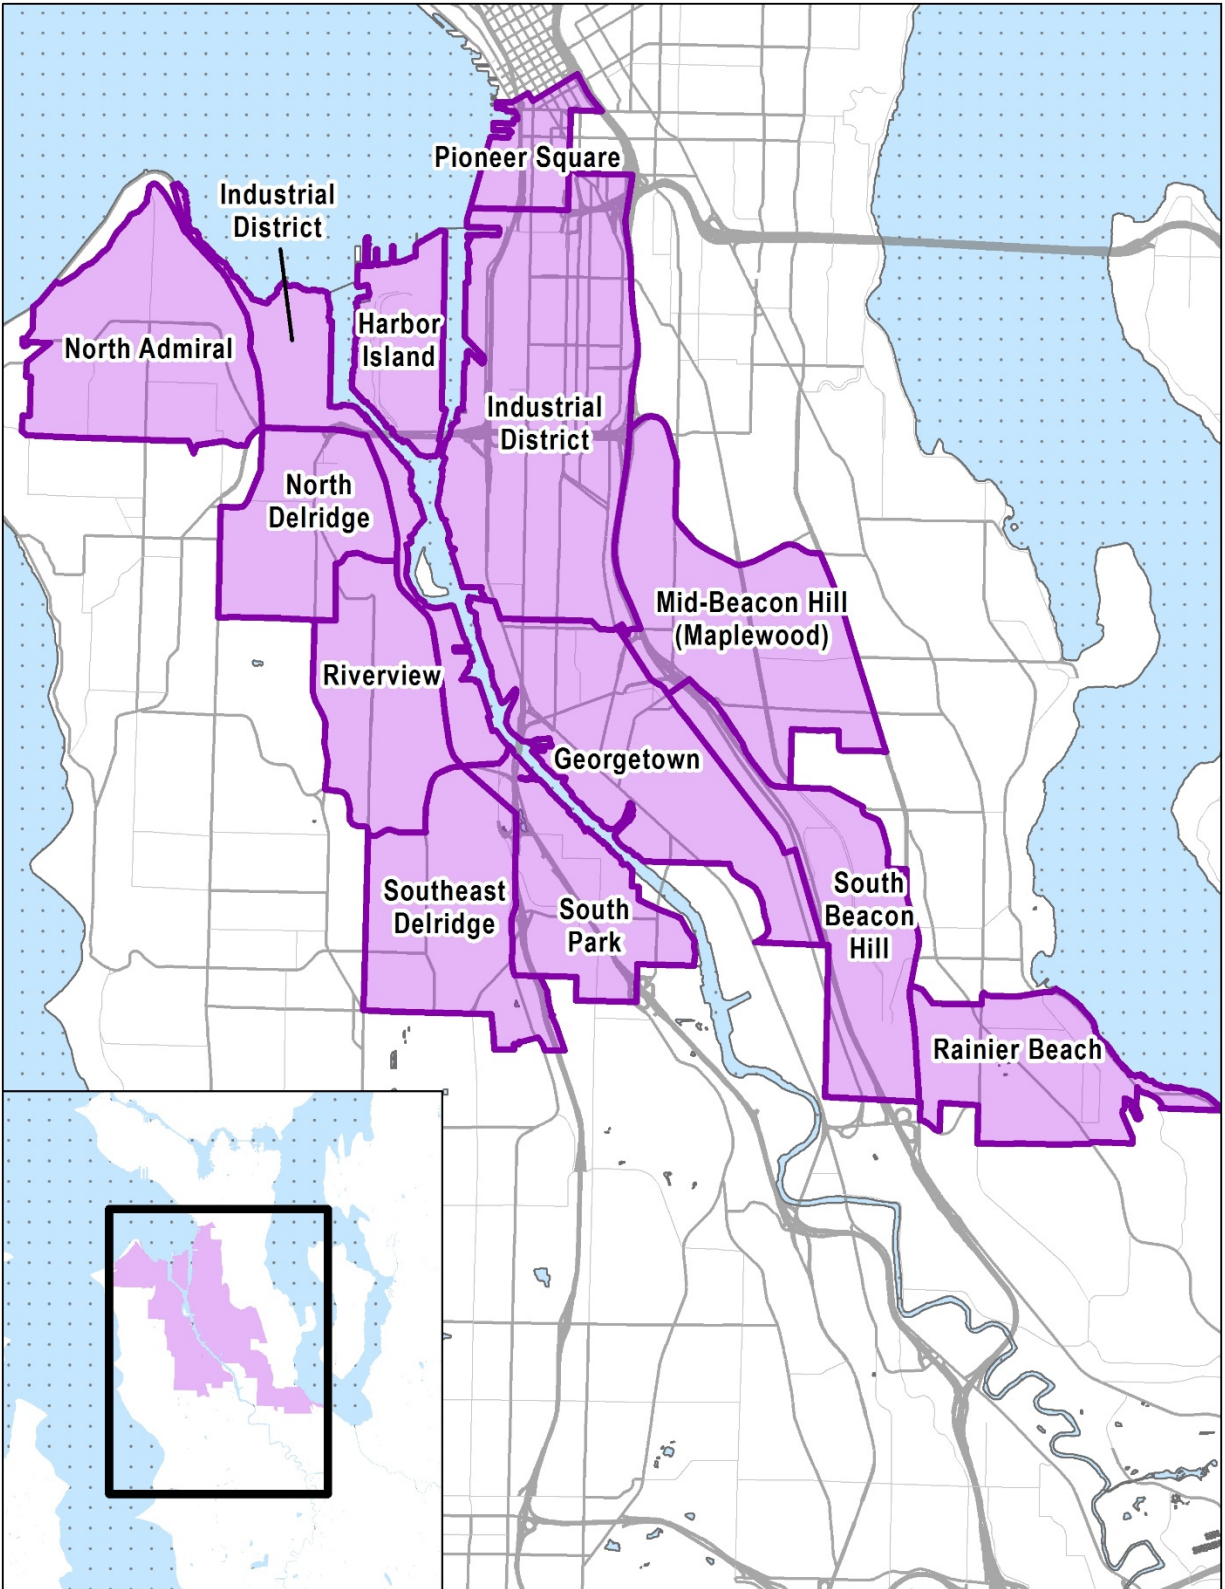 Pioneer Square
Industrial
District
Harbor
Island
North Admiral
Industrial
District
North
Delridge
Mid-Beacon Hill
(Maplewood)
Riverview
Georgetown
Southeast
Delridge
South
Park
South
Beacon
Hill
Rainier Beach